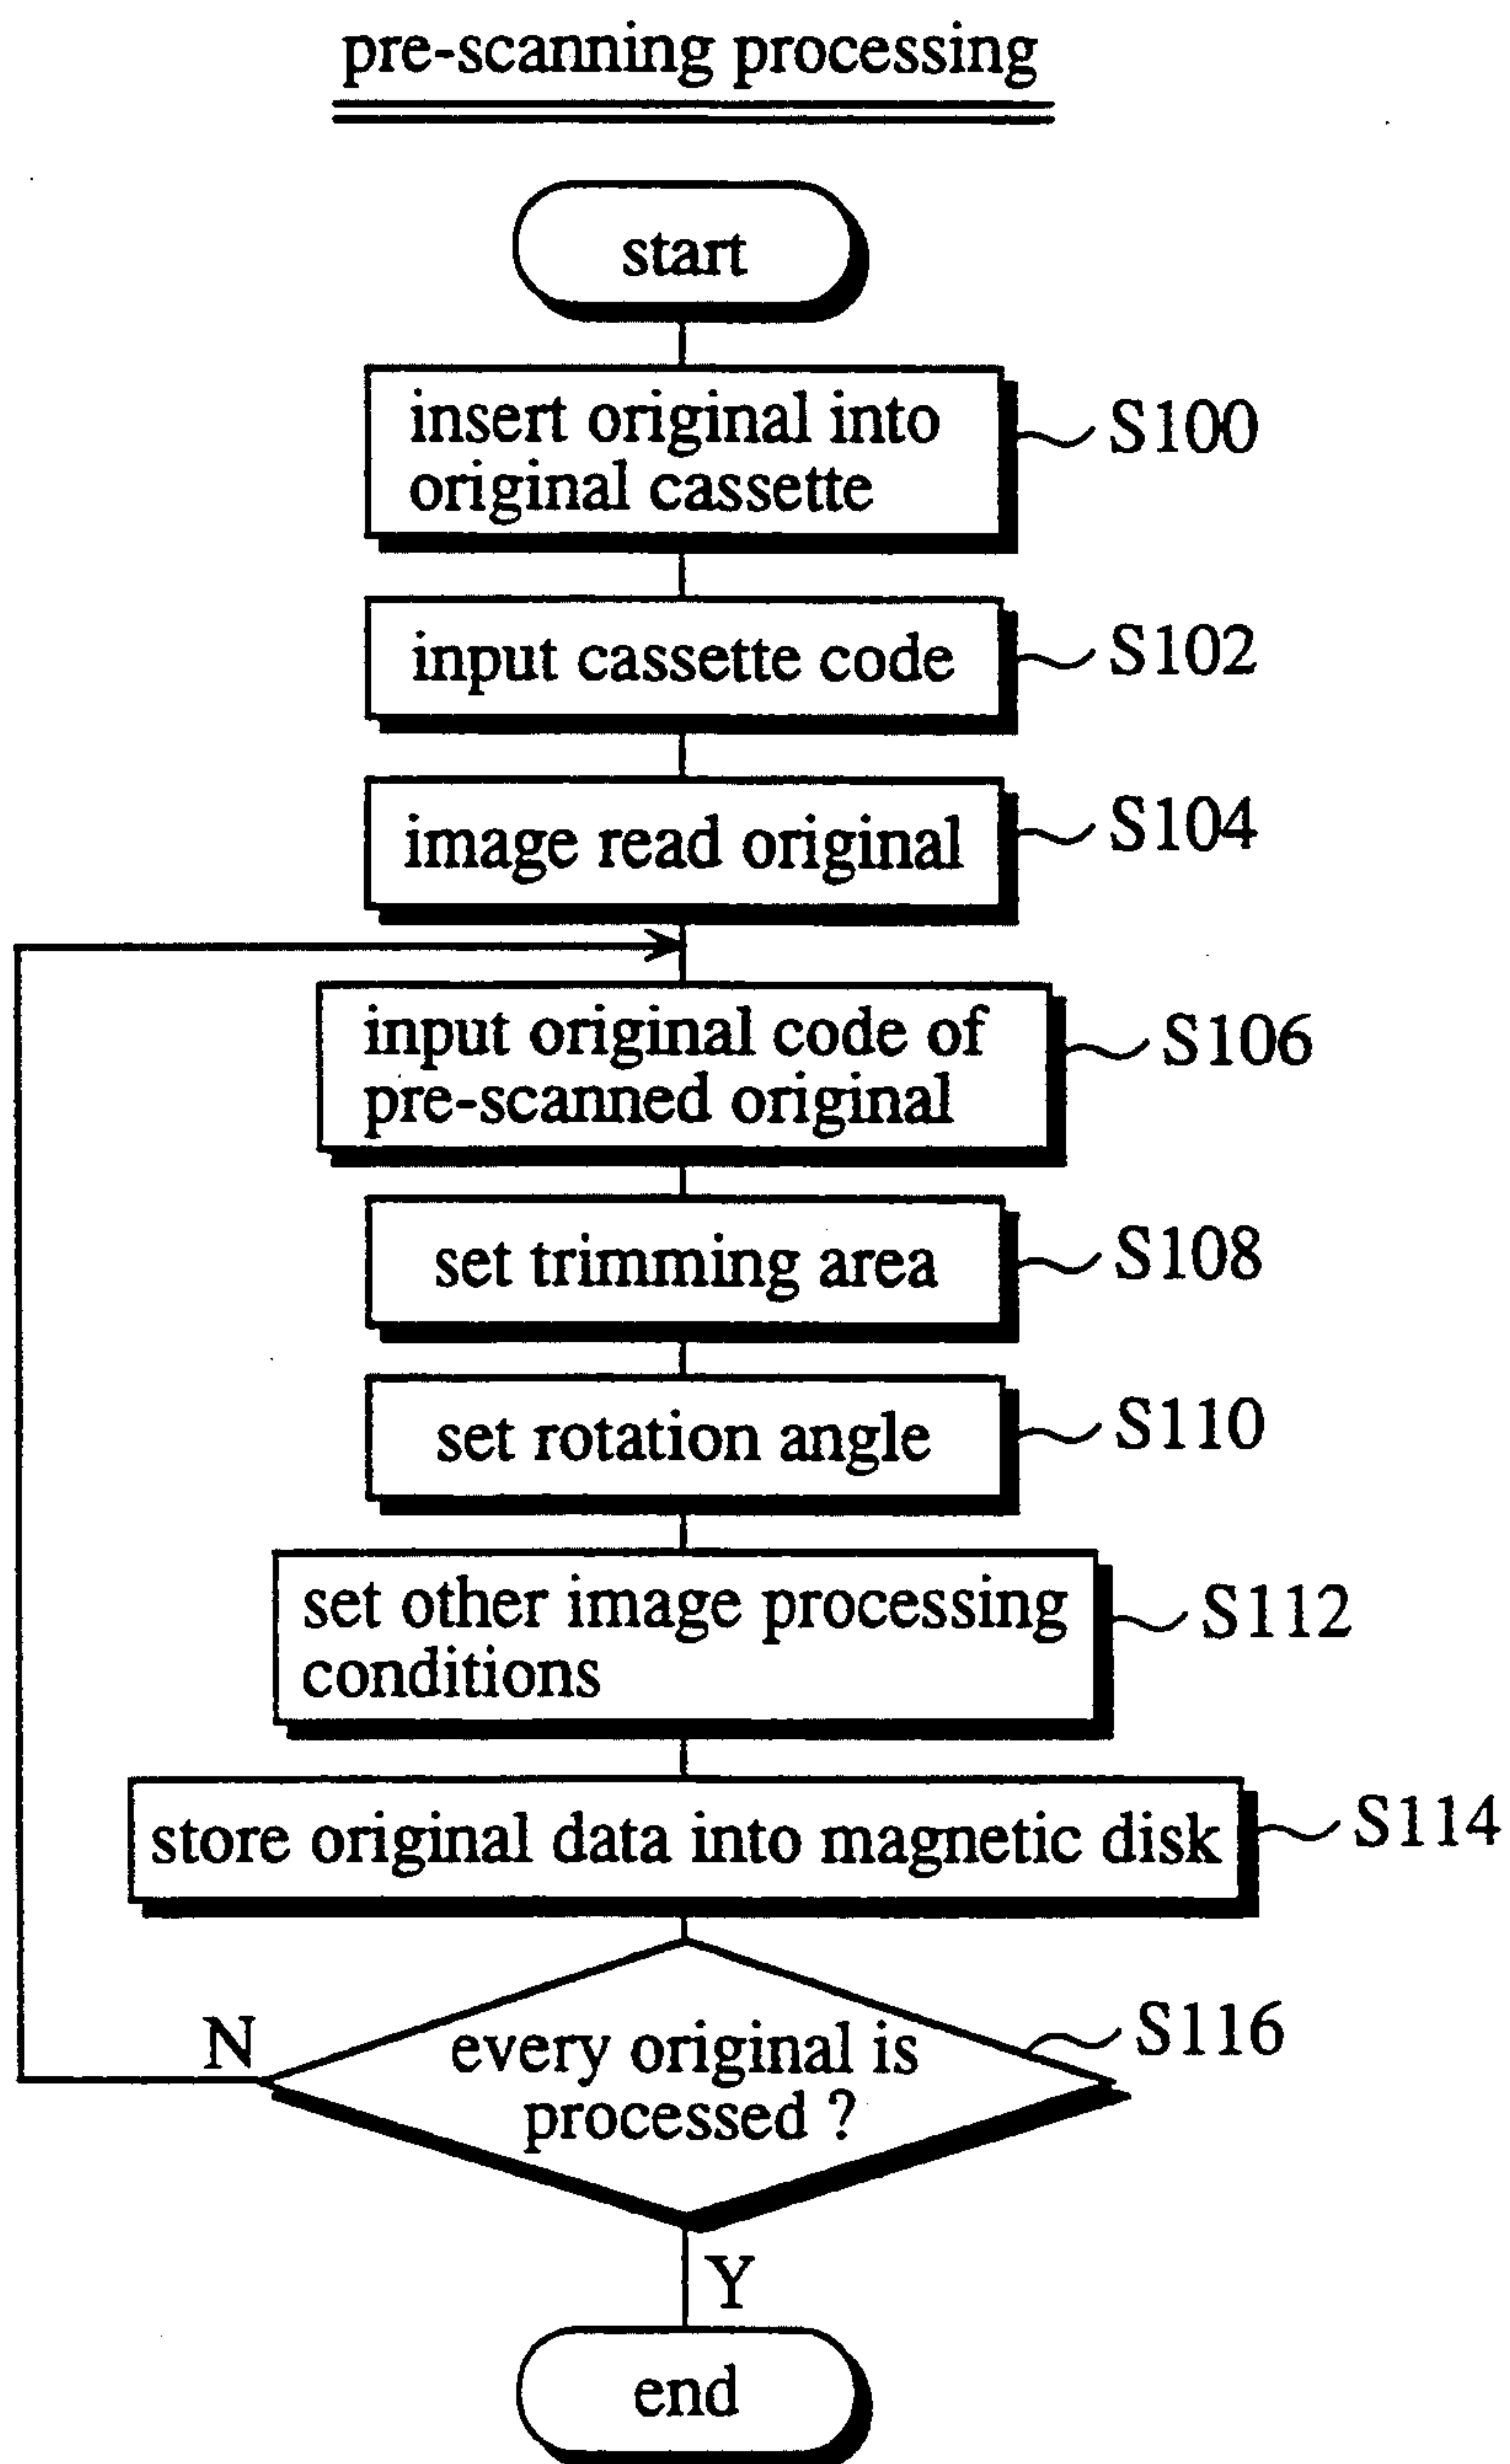 pre-scanning processing
start
insert original into
original cassette
S100
input cassette code
S102
image read original
S104
input original code of
pre-scanned original
S106
set trimming area
S108
set rotation angle
S110
set other image processing
conditions
S112
store original data into magnetic disk
S114
every original is
processed ?
S116
N
Y
end